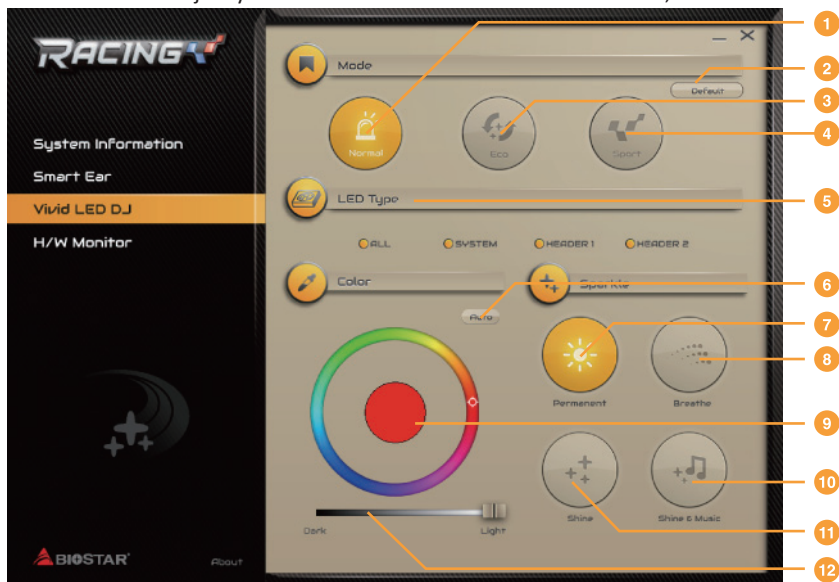 RACING
System Information
Smart Ear
Vivid LED DJ
H/W Monitor
BIOSTAR
About
Mode
Default
Normal
Eco
Sport
LED Type
ALL SYSTEM HEADER 1 HEADER 2
Color
Auto
Dark Light
Sparkle
Permanent Breathe
Shine Shine & Music
1
2
3
4
5
6
7
8
9
10
11
12